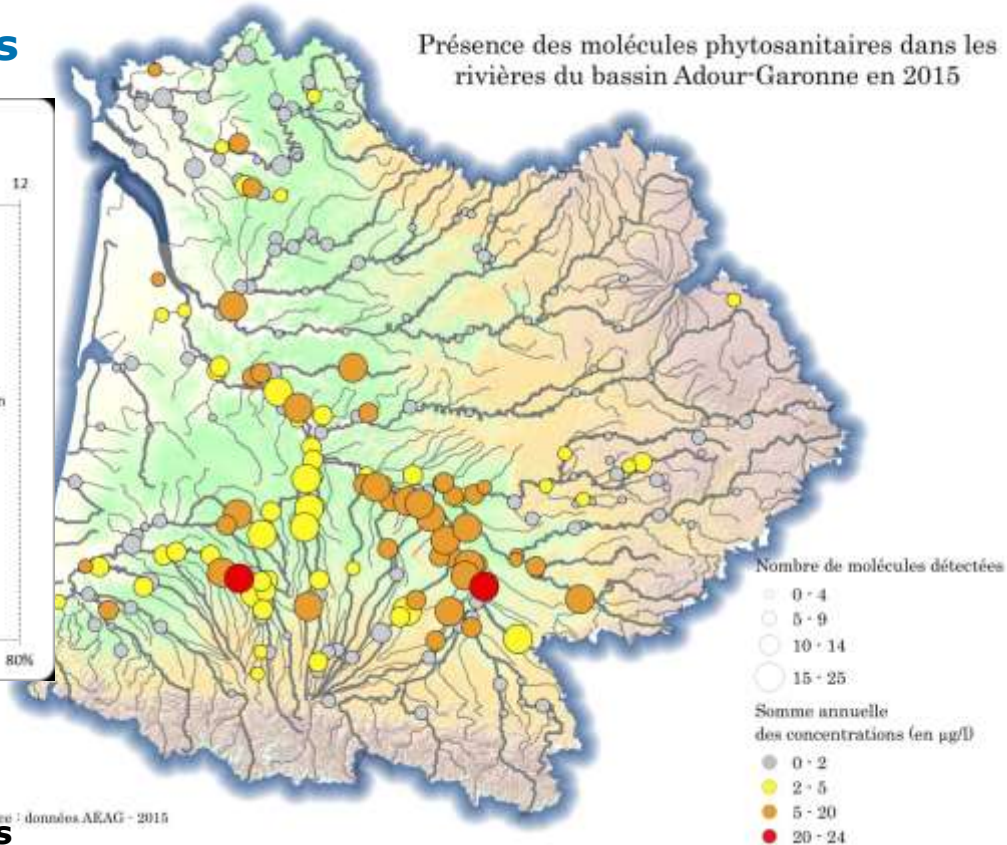 s
Présence des molécules phytosanitaires dans les
rivières du bassin Adour-Garonne en 2015
12
n
80%
Nombre de molécules détectées
0 - 4
5 - 9
10 - 14
15 - 25
Somme annuelle
des concentrations (en µg/l)
0 - 2
2 - 5
5 - 20
20 - 24
ce : données AEAG - 2015
s